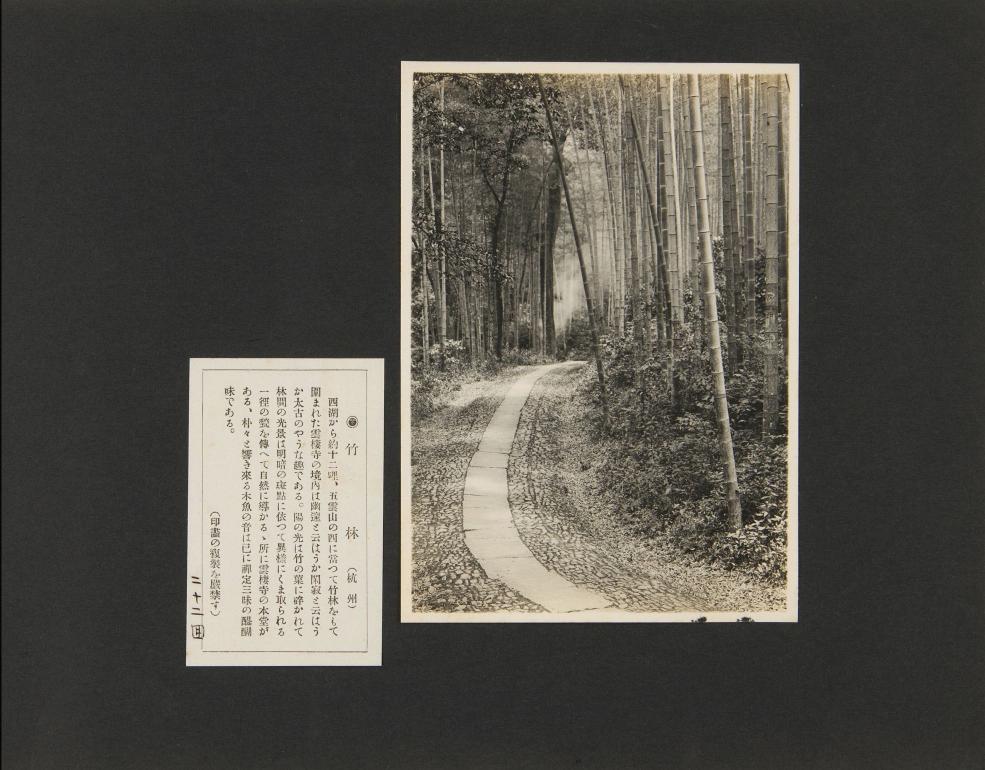 ◉竹林（杭州）
西湖から約十二哩、五雲山の西に當つて竹林をもて
圍まれた雲棲寺の境内は幽邃と云はうか閑寂と云はう
か太古のやうな趣である。陽の光は竹の葉に碎かれて
林間の光景は明暗の斑點に依つて異樣にくま取られる
一徑の甃を傳へて自然に導かるゝ所に雲棲寺の本堂が
ある、朴々と響き來る木魚の音は已に禪定三昧の醍醐
味である。
（印畫の複製を嚴禁す）
二十二回